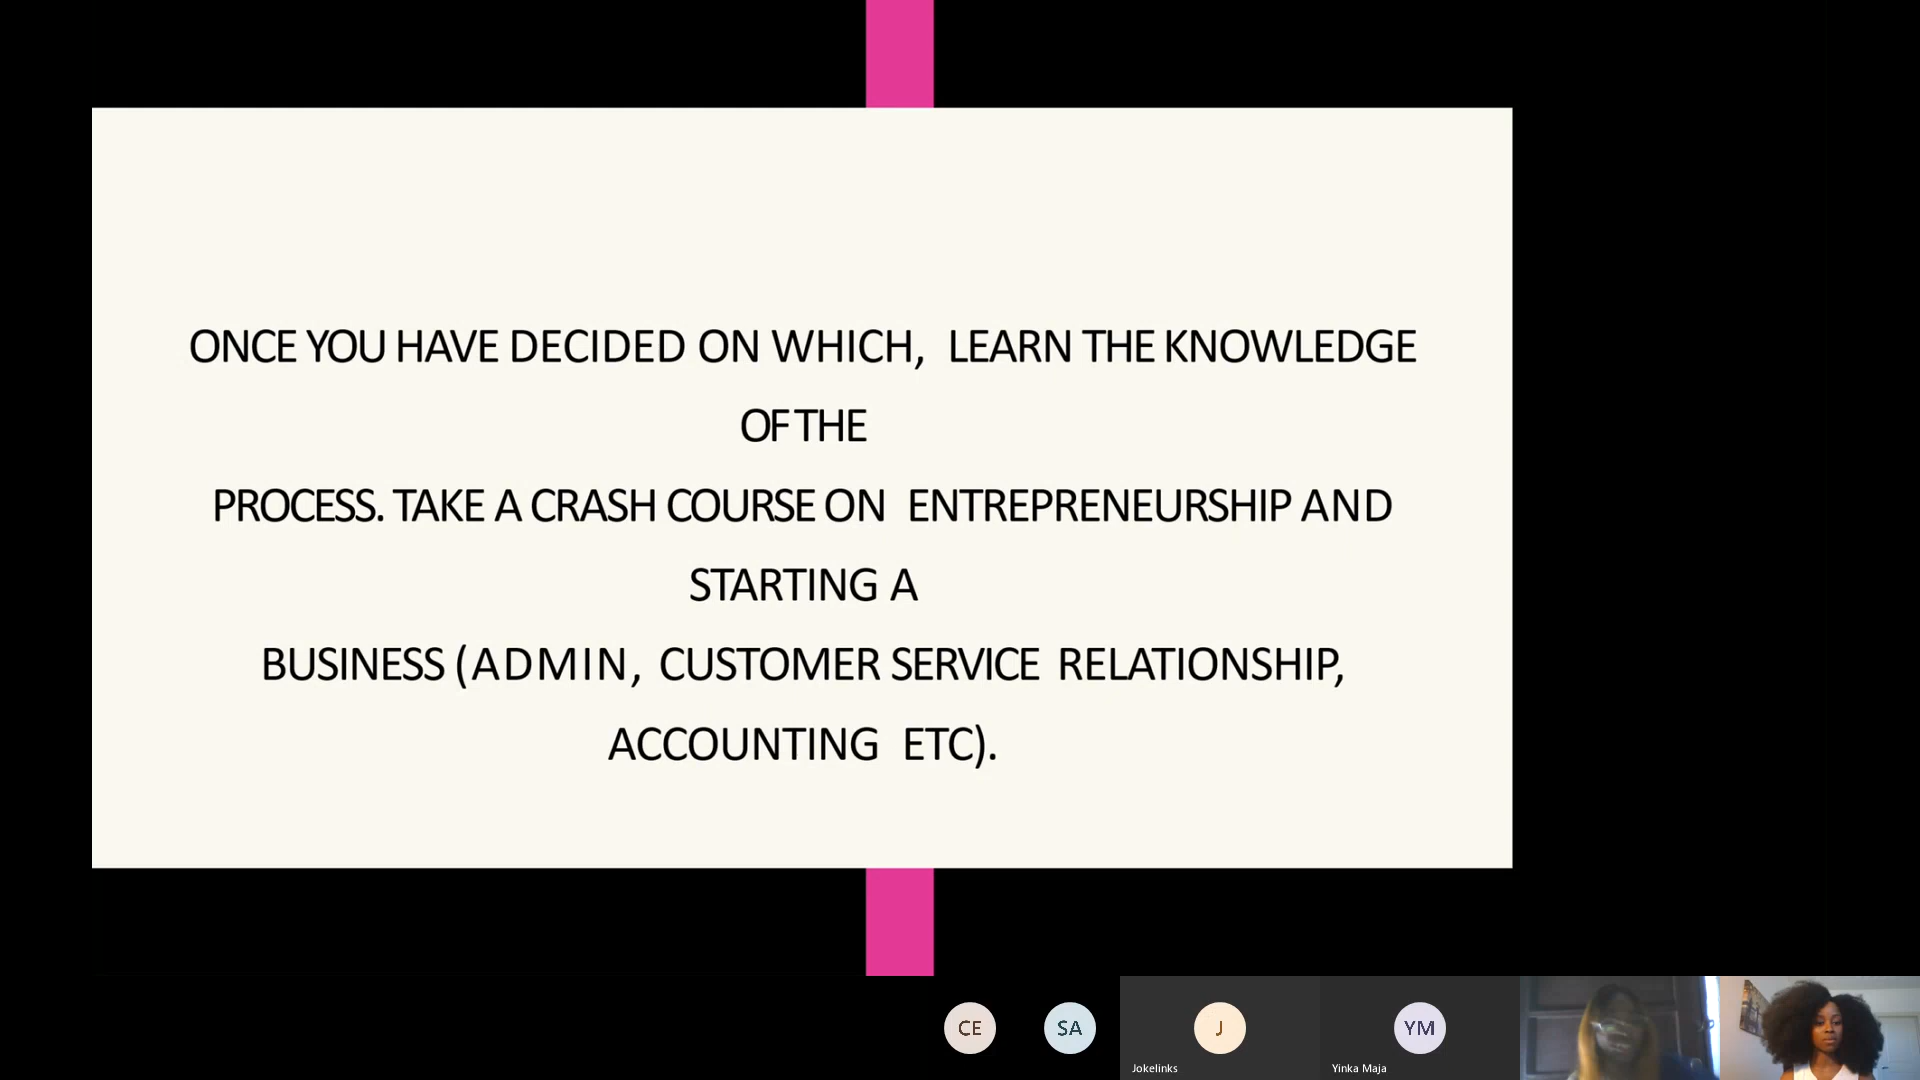 ONCE YOU HAVE DECIDED ON WHICH, LEARN THE KNOWLEDGE
OF THE
PROCESS. TAKE A CRASH COURSE ON ENTREPRENEURSHIP AND
STARTING A
BUSINESS (ADMIN, CUSTOMER SERVICE RELATIONSHIP,
ACCOUNTING ETC).
CE
SA
J
YM
Jokelinks
Yinka Maja